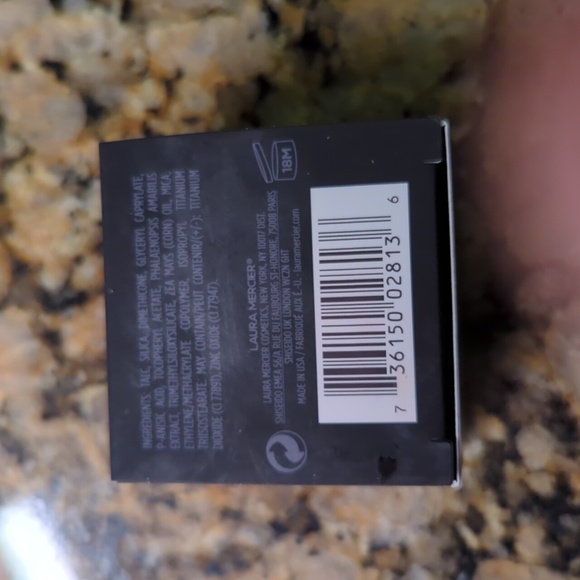 INGREDIENTS: TALC, SILICA, DIMETHICONE, GLYCERYL CAPRYLATE,
P-ANISIC ACID, TOCOPHERYL ACETATE, PHALAENOPSIS AMABILIS
EXTRACT, TRIMETHYLSILOXYSILICATE, ZEA MAYS (CORN) OIL, MICA,
ETHYLENE/METHACRYLATE COPOLYMER, ISOPROPYL TITANIUM
TRIISOSTEARATE. MAY CONTAIN/PEUT CONTENIR/(+/-): TITANIUM
DIOXIDE (CI 77891), ZINC OXIDE (CI 77947).
18M
LAURA MERCIER®
LAURA MERCIER COSMETICS, NEW YORK, NY 10017 DIST.
SHISEIDO EMEA 56/A RUE DU FAUBOURG ST-HONORE, 75008 PARIS
SHISEIDO UK LONDON WC2N 6HT
MADE IN USA / FABRIQUÉ AUX É.-U. - lauramercier.com
7 36150 02813 6